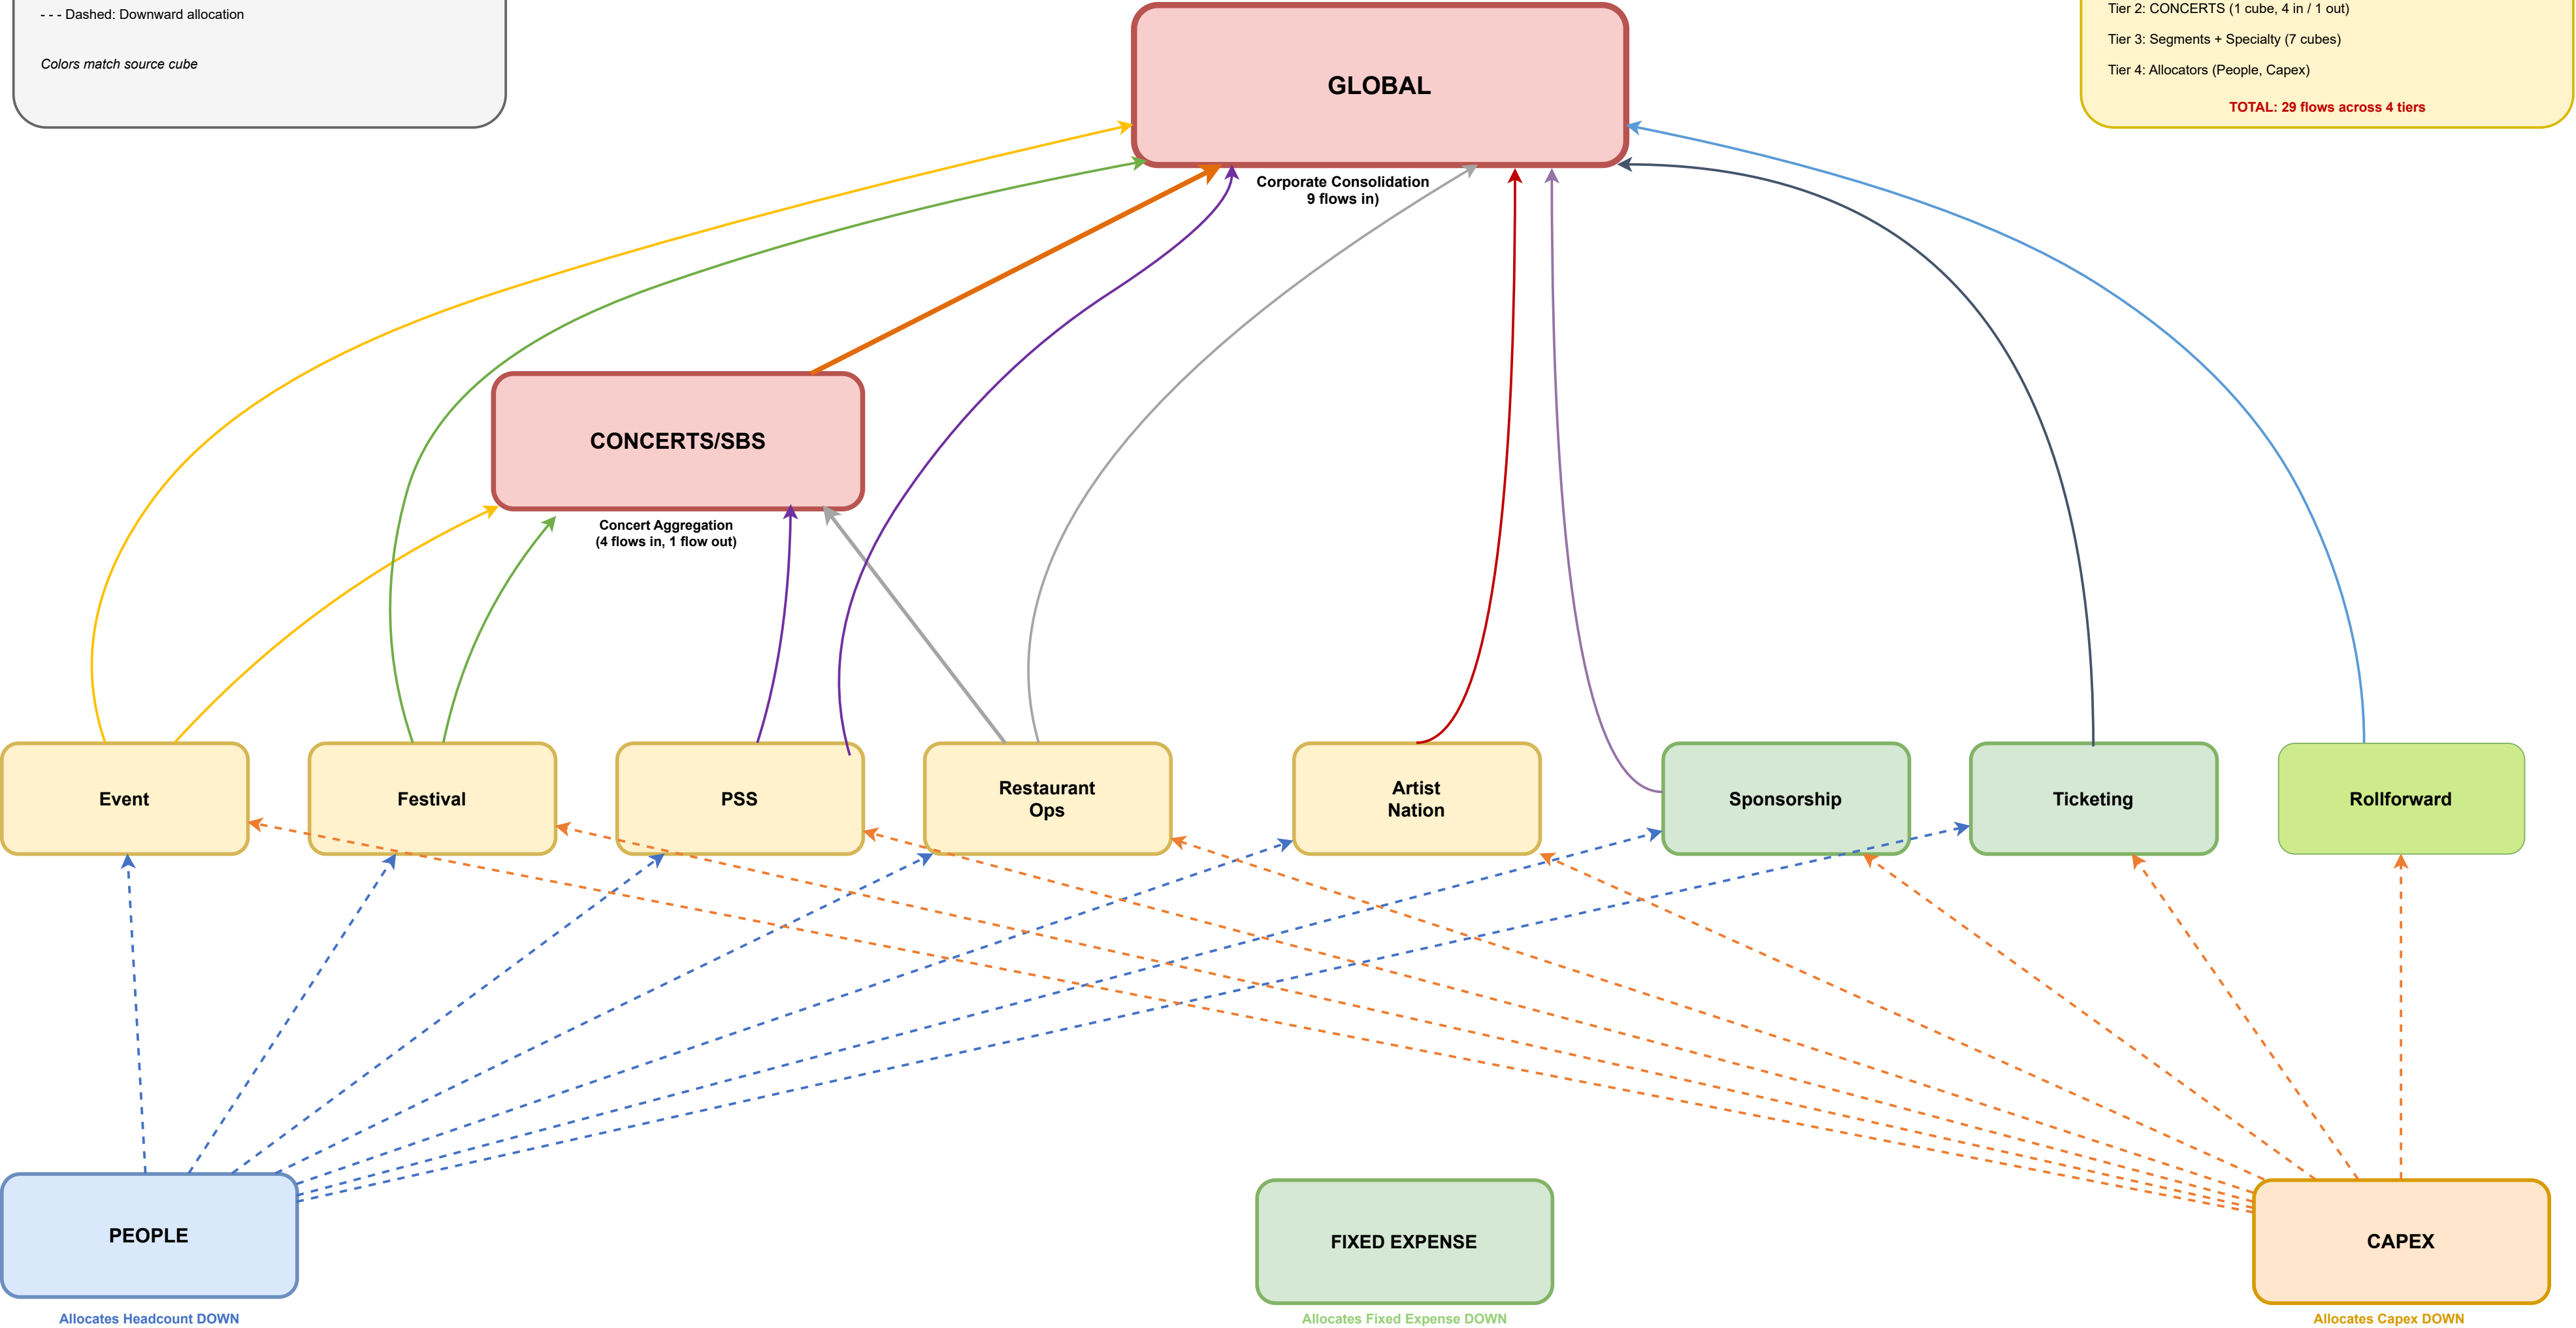 - - - Dashed: Downward allocation
Colors match source cube
Tier 2: CONCERTS (1 cube, 4 in / 1 out)
Tier 3: Segments + Specialty (7 cubes)
Tier 4: Allocators (People, Capex)
TOTAL: 29 flows across 4 tiers
GLOBAL
Corporate Consolidation
9 flows in)
CONCERTS/SBS
Concert Aggregation
(4 flows in, 1 flow out)
Event
Festival
PSS
Restaurant
Ops
Artist
Nation
Sponsorship
Ticketing
Rollforward
PEOPLE
FIXED EXPENSE
CAPEX
Allocates Headcount DOWN
Allocates Fixed Expense DOWN
Allocates Capex DOWN